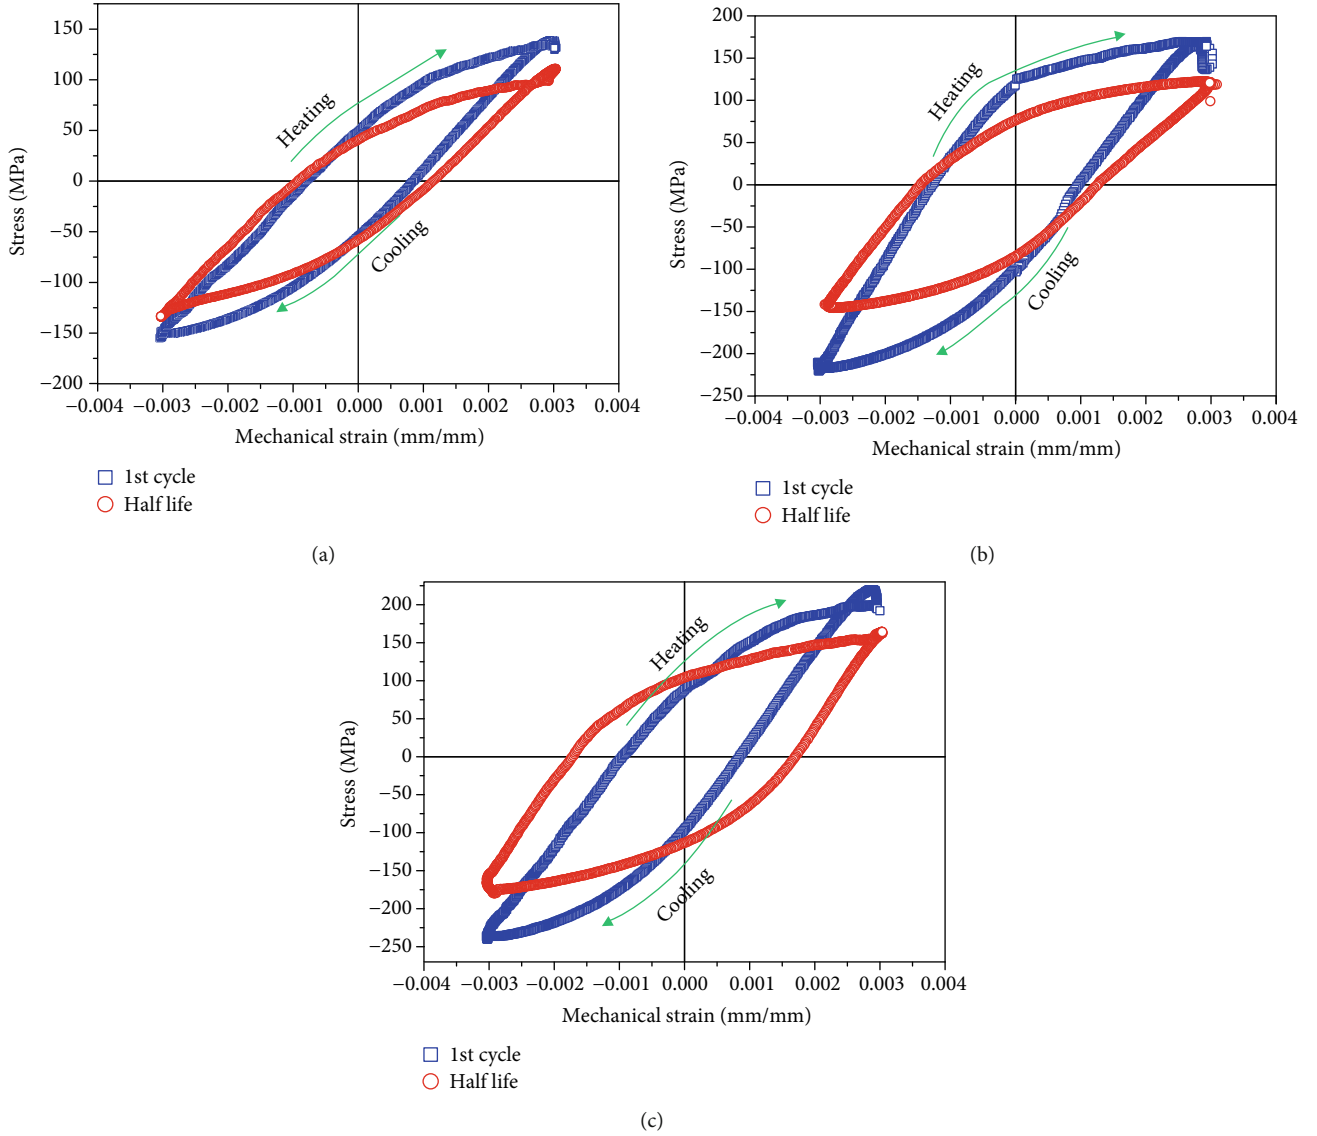 150
100
50
0
−50
−100
−150
−200
Stress (MPa)
−0.004 −0.003 −0.002 −0.001 0.000 0.001 0.002 0.003 0.004
Mechanical strain (mm/mm)
Heating
Cooling
1st cycle
Half life
(a)
200
150
100
50
0
−50
−100
−150
−200
−250
Stress (MPa)
−0.004 −0.003 −0.002 −0.001 0.000 0.001 0.002 0.003 0.004
Mechanical strain (mm/mm)
Heating
Cooling
1st cycle
Half life
(b)
200
150
100
50
0
−50
−100
−150
−200
−250
Stress (MPa)
−0.004 −0.003 −0.002 −0.001 0.000 0.001 0.002 0.003 0.004
Mechanical strain (mm/mm)
Heating
Cooling
1st cycle
Half life
(c)